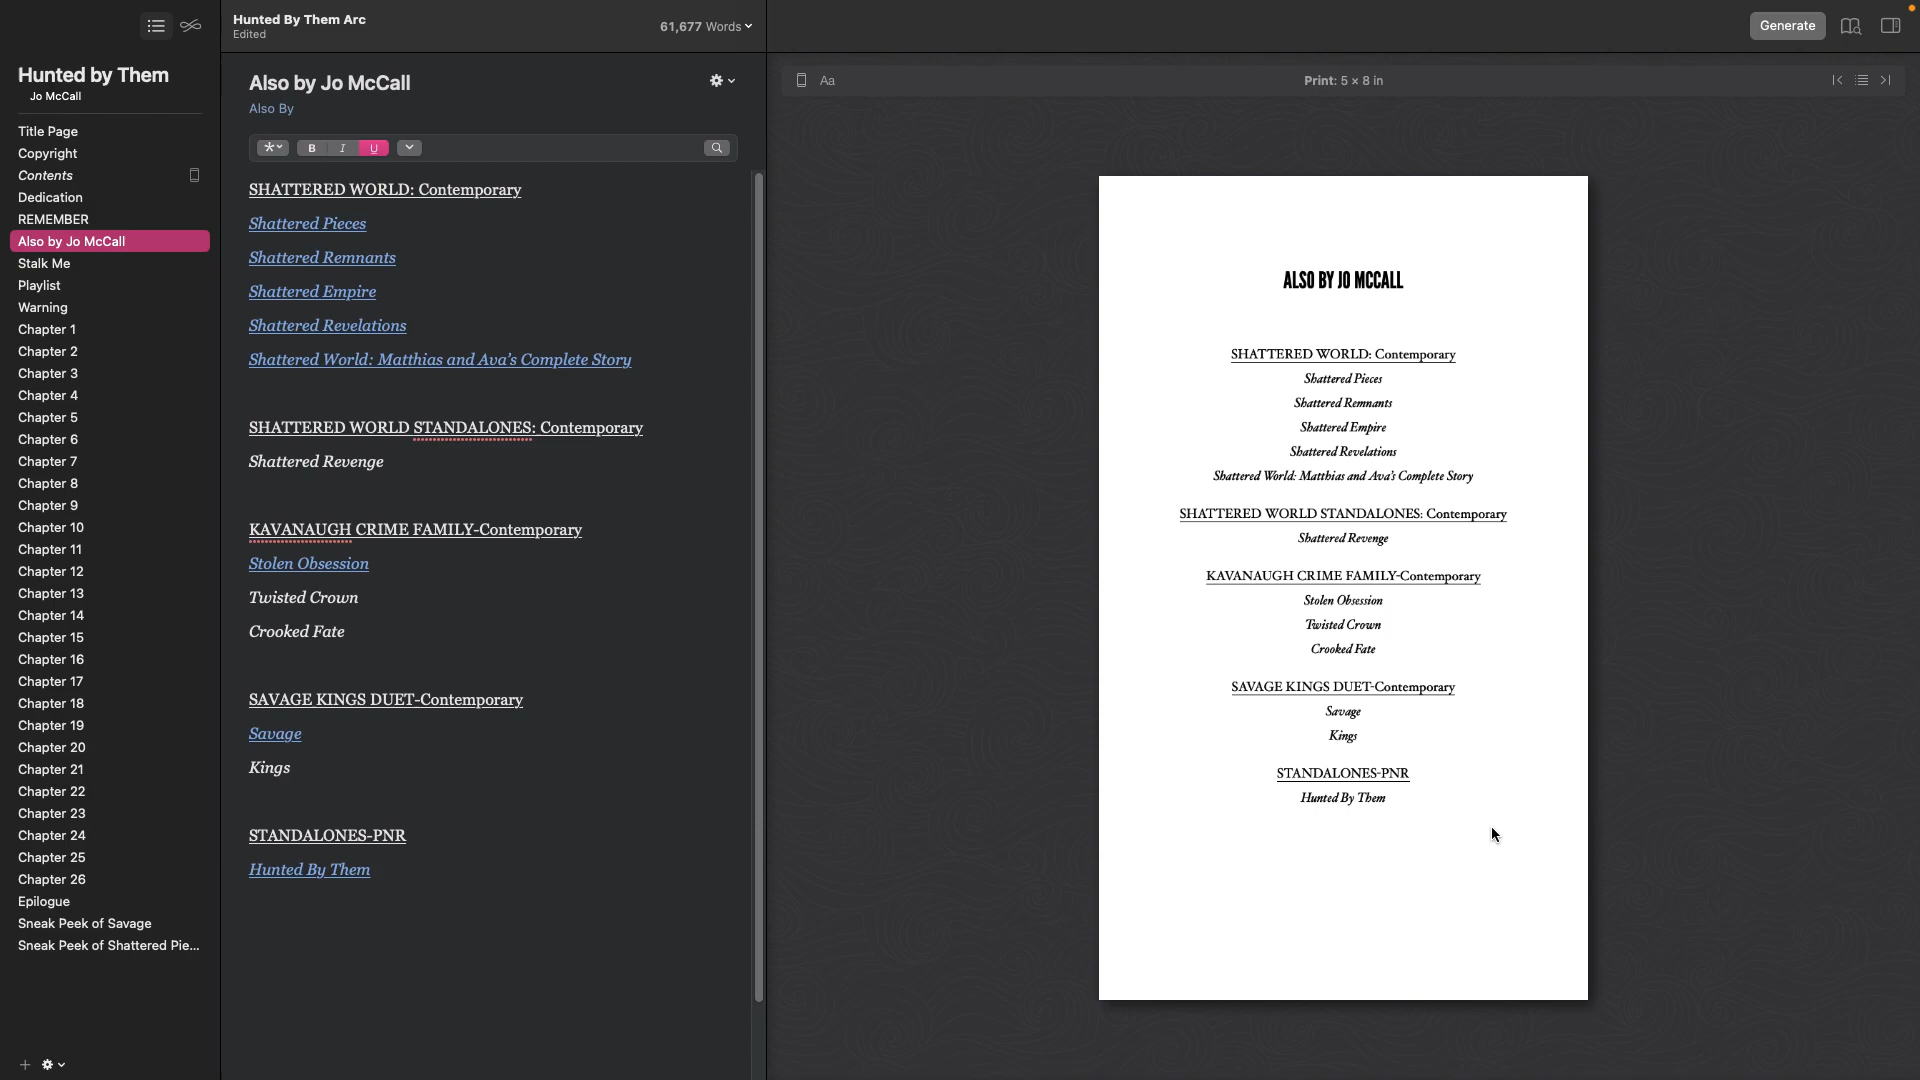 Hunted By Them Arc
Edited
61,677 Words
Generate
Hunted by Them
Jo McCall
Title Page
Copyright
Contents
Dedication
REMEMBER
Also by Jo McCall
Stalk Me
Playlist
Warning
Chapter 1
Chapter 2
Chapter 3
Chapter 4
Chapter 5
Chapter 6
Chapter 7
Chapter 8
Chapter 9
Chapter 10
Chapter 11
Chapter 12
Chapter 13
Chapter 14
Chapter 15
Chapter 16
Chapter 17
Chapter 18
Chapter 19
Chapter 20
Chapter 21
Chapter 22
Chapter 23
Chapter 24
Chapter 25
Chapter 26
Epilogue
Sneak Peek of Savage
Sneak Peek of Shattered Pie...
Also by Jo McCall
Also By
B I U
SHATTERED WORLD: Contemporary
Shattered Pieces
Shattered Remnants
Shattered Empire
Shattered Revelations
Shattered World: Matthias and Ava's Complete Story
SHATTERED WORLD STANDALONES: Contemporary
Shattered Revenge
KAVANAUGH CRIME FAMILY-Contemporary
Stolen Obsession
Twisted Crown
Crooked Fate
SAVAGE KINGS DUET-Contemporary
Savage
Kings
STANDALONES-PNR
Hunted By Them
Aa
Print: 5 × 8 in
ALSO BY JO MCCALL
SHATTERED WORLD: Contemporary
Shattered Pieces
Shattered Remnants
Shattered Empire
Shattered Revelations
Shattered World: Matthias and Ava's Complete Story
SHATTERED WORLD STANDALONES: Contemporary
Shattered Revenge
KAVANAUGH CRIME FAMILY-Contemporary
Stolen Obsession
Twisted Crown
Crooked Fate
SAVAGE KINGS DUET-Contemporary
Savage
Kings
STANDALONES-PNR
Hunted By Them